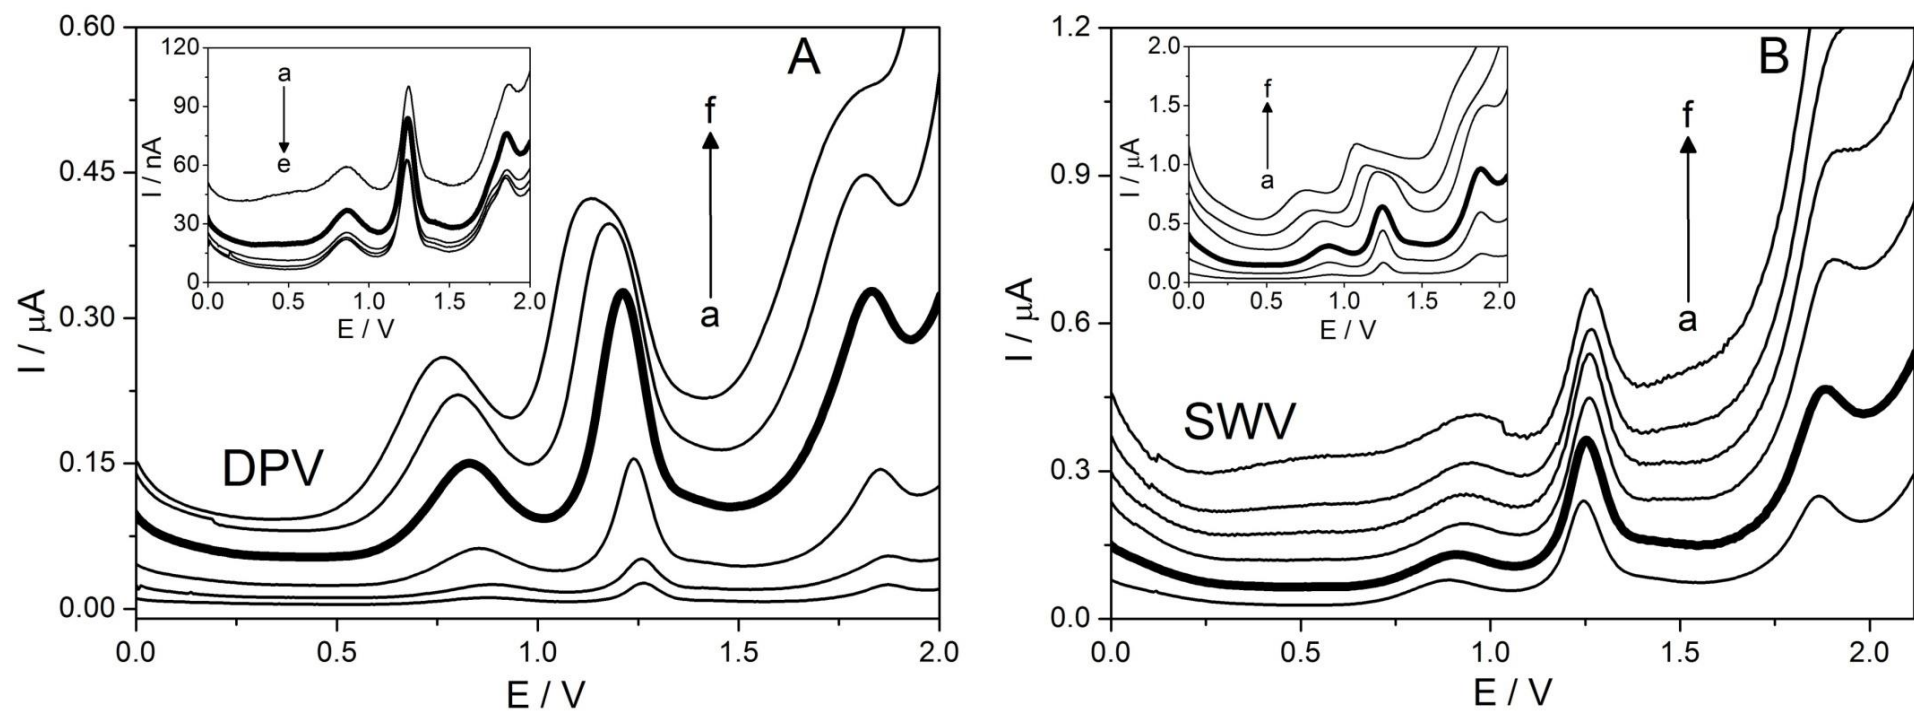 A
0.60
0.45
0.30
0.15
0.00
I / μA
0.0 0.5 1.0 1.5 2.0
E / V
DPV
f
a
120
90
60
30
0
I / nA
a
e
0.0 0.5 1.0 1.5 2.0
E / V
B
1.2
0.9
0.6
0.3
0.0
I / μA
0.0 0.5 1.0 1.5 2.0
E / V
SWV
f
a
2.0
1.5
1.0
0.5
0.0
I / μA
f
a
0.0 0.5 1.0 1.5 2.0
E / V